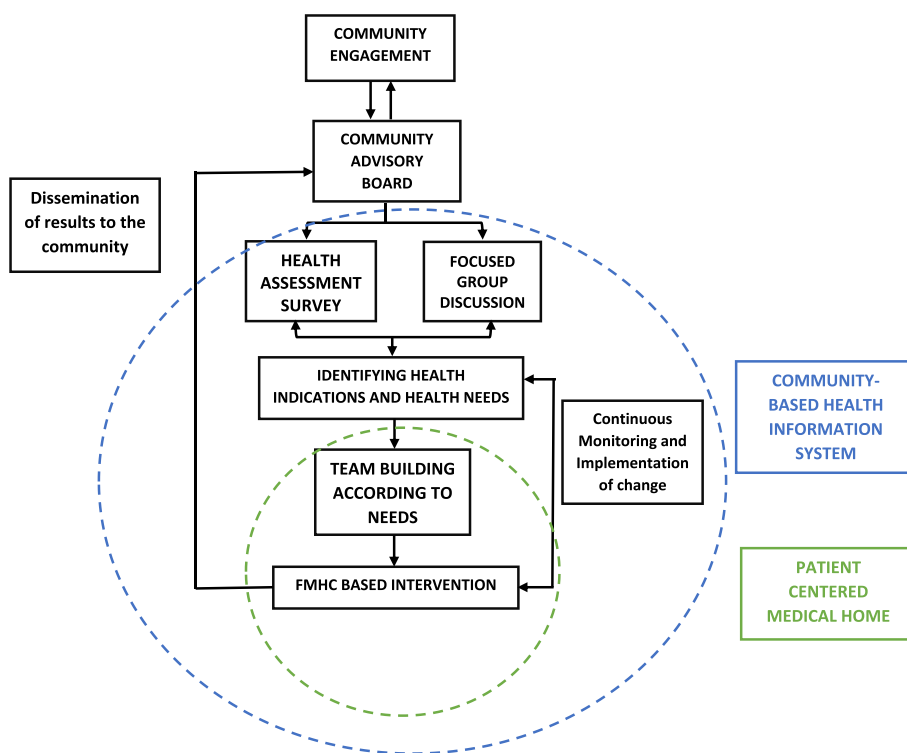 COMMUNITY
ENGAGEMENT
COMMUNITY
ADVISORY
BOARD
Dissemination
of results to the
community
HEALTH
ASSESSMENT
SURVEY
FOCUSED
GROUP
DISCUSSION
IDENTIFYING HEALTH
INDICATIONS AND HEALTH NEEDS
Continuous
Monitoring and
Implementation
of change
TEAM BUILDING
ACCORDING TO
NEEDS
FMHC BASED INTERVENTION
COMMUNITY-
BASED HEALTH
INFORMATION
SYSTEM
PATIENT
CENTERED
MEDICAL HOME